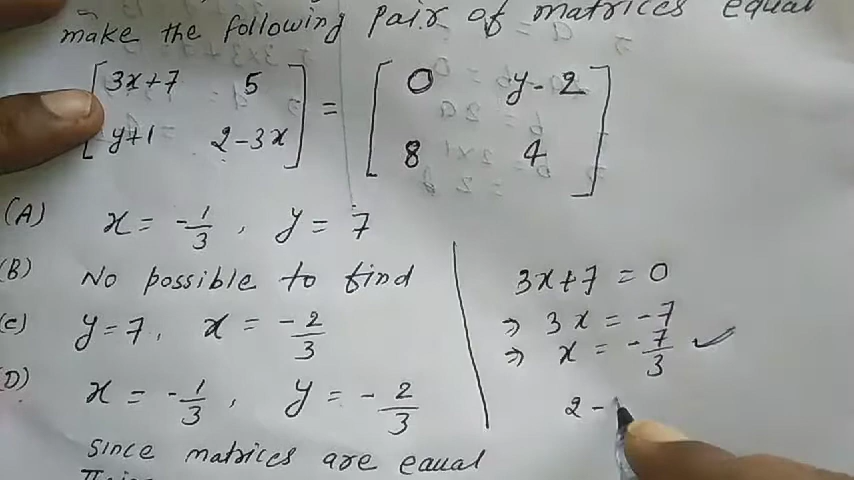 make the following pair of matrices equal
[3x+7 5] = [0 y-2]
[y+1 2-3x] [8 4]
(A) x = -1/3, y = 7
(B) No possible to find
(C) y=7, x = -2/3
(D) x = -1/3, y = -2/3
since matrices are equal
3x+7 = 0
⇒ 3x = -7
⇒ x = -7/3 ✓
2-